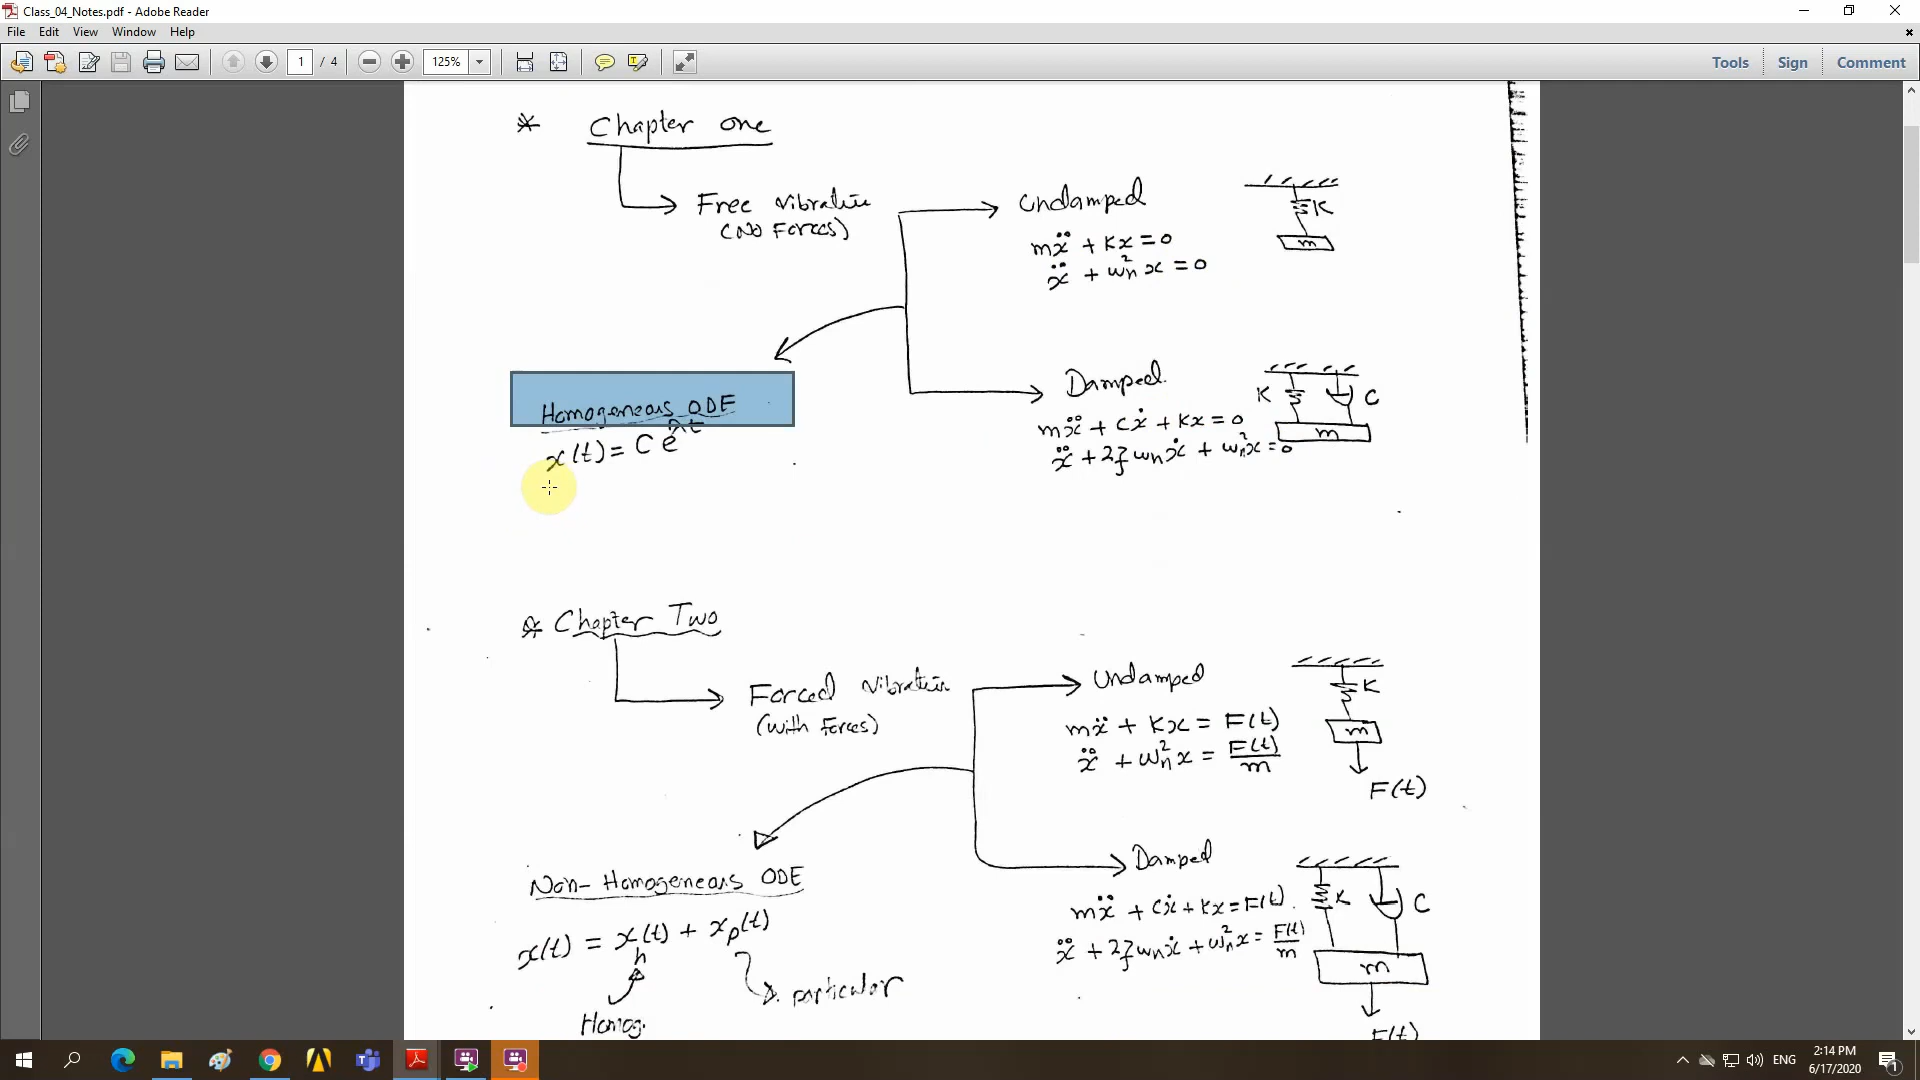 Class_04_Notes.pdf - Adobe Reader
File Edit View Window Help
1 / 4 125% Tools Sign Comment
* Chapter one
Free vibration
(No Forces)
Undamped
mẍ + Kx = 0
ẍ + ωn² x = 0
K
m
Homogeneous ODE
x(t) = C e^λt
Damped
mẍ + Cẋ + Kx = 0
ẍ + 2ζωnẋ + ωn²x = 0
K C
m
* Chapter Two
Forced vibration
(with Forces)
Undamped
mẍ + Kx = F(t)
ẍ + ωn² x = F(t)/m
K
m
F(t)
Non-Homogeneous ODE
x(t) = xh(t) + xp(t)
particular
Homog.
Damped
mẍ + Cẋ + Kx = F(t)
ẍ + 2ζωnẋ + ωn²x = F(t)/m
K C
m
F(t)
ENG
2:14 PM
6/17/2020
1